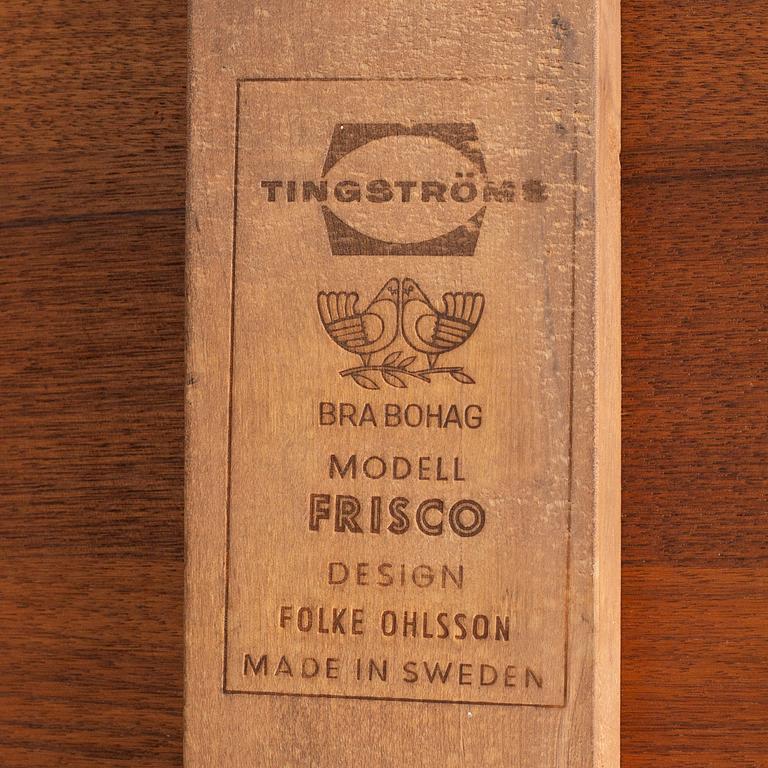 TINGSTRÖMS
BRA BOHAG
MODELL
FRISCO
DESIGN
FOLKE OHLSSON
MADE IN SWEDEN